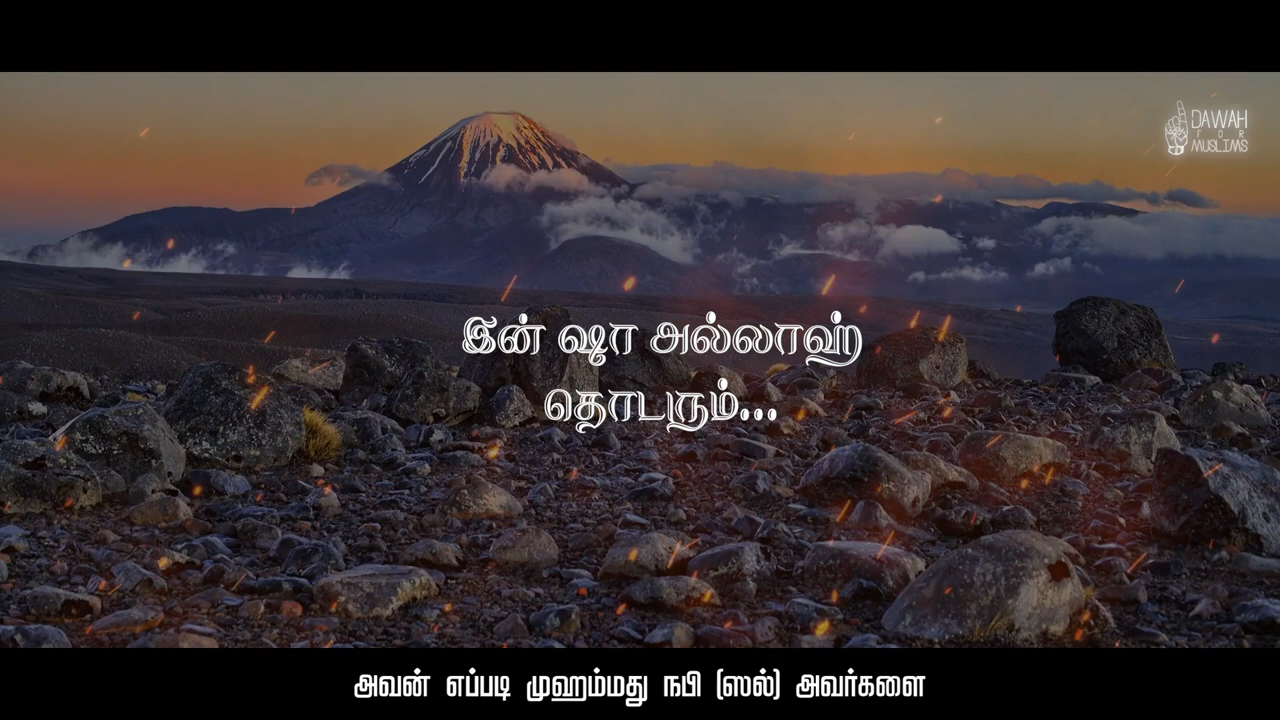 DAWAH
FOR
MUSLIMS
இன் ஷா அல்லாஹ்
தொடரும்...
அவன் எப்படி முஹம்மது நபி (ஸல்) அவர்களை